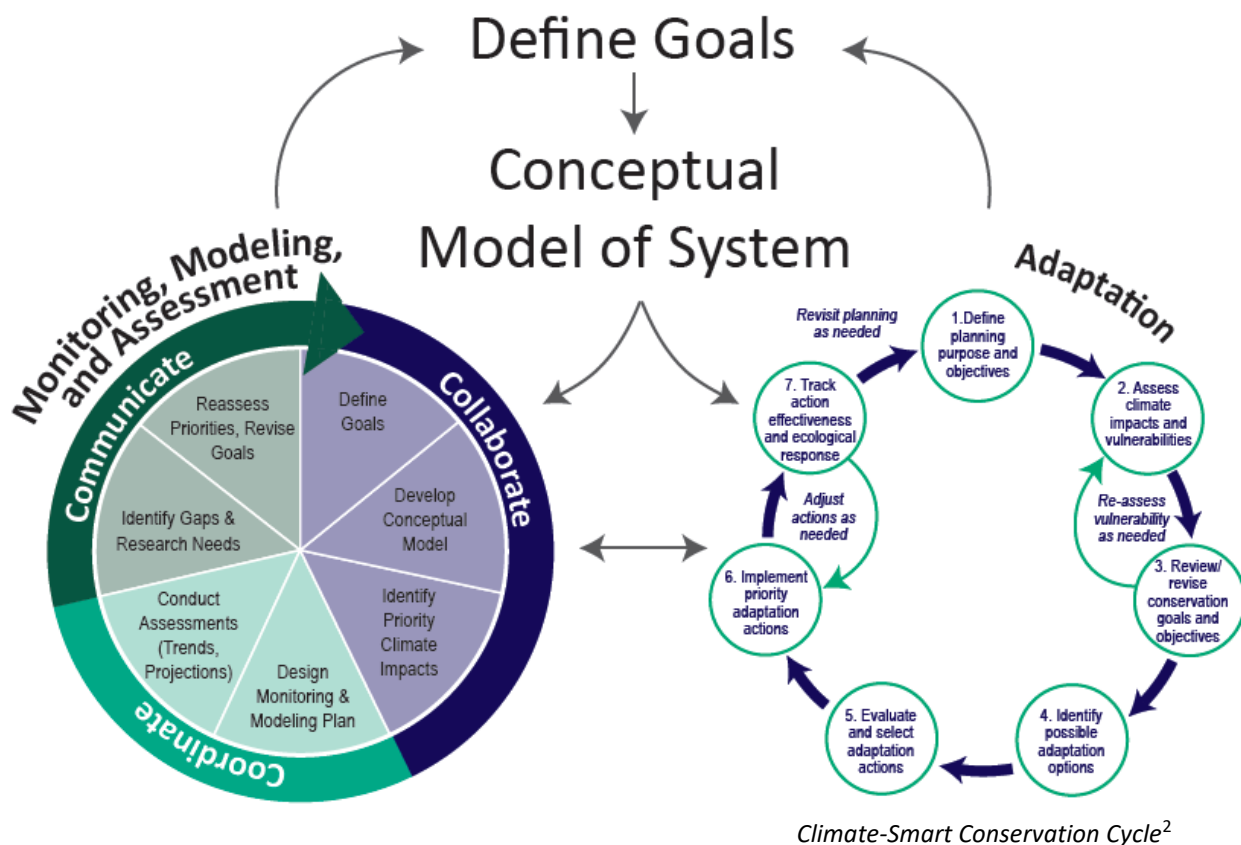 Define Goals
Conceptual
Model of System
Monitoring, Modeling,
and Assessment
Communicate
Collaborate
Coordinate
Reassess
Priorities, Revise
Goals
Define
Goals
Develop
Conceptual
Model
Identify
Priority
Climate
Impacts
Design
Monitoring &
Modeling Plan
Conduct
Assessments
(Trends,
Projections)
Identify Gaps &
Research Needs
Adaptation
Revisit planning
as needed
1.Define
planning
purpose and
objectives
2. Assess
climate
impacts and
vulnerabilities
Re-assess
vulnerability
as needed
3. Review/
revise
conservation
goals and
objectives
4. Identify
possible
adaptation
options
5. Evaluate
and select
adaptation
actions
6. Implement
priority
adaptation
actions
7. Track
action
effectiveness
and ecological
response
Adjust
actions as
needed
Climate-Smart Conservation Cycle²